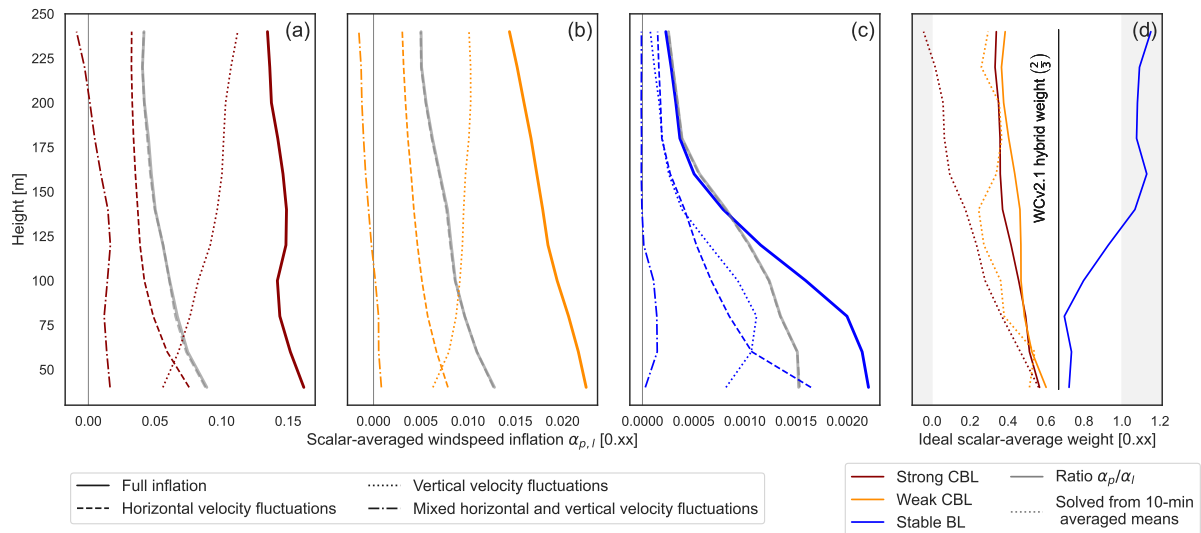 (a)
(b)
(c)
(d)
Height [m]
250
225
200
175
150
125
100
75
50
WCv2.1 hybrid weight (2/3)
0.00 0.05 0.10 0.15
0.000 0.005 0.010 0.015 0.020
0.0000 0.0005 0.0010 0.0015 0.0020
0.0 0.2 0.4 0.6 0.8 1.0 1.2
Scalar-averaged windspeed inflation αp, l [0.xx]
Ideal scalar-average weight [0.xx]
Full inflation
Horizontal velocity fluctuations
Vertical velocity fluctuations
Mixed horizontal and vertical velocity fluctuations
Strong CBL
Weak CBL
Stable BL
Ratio αp/αl
Solved from 10-min
averaged means